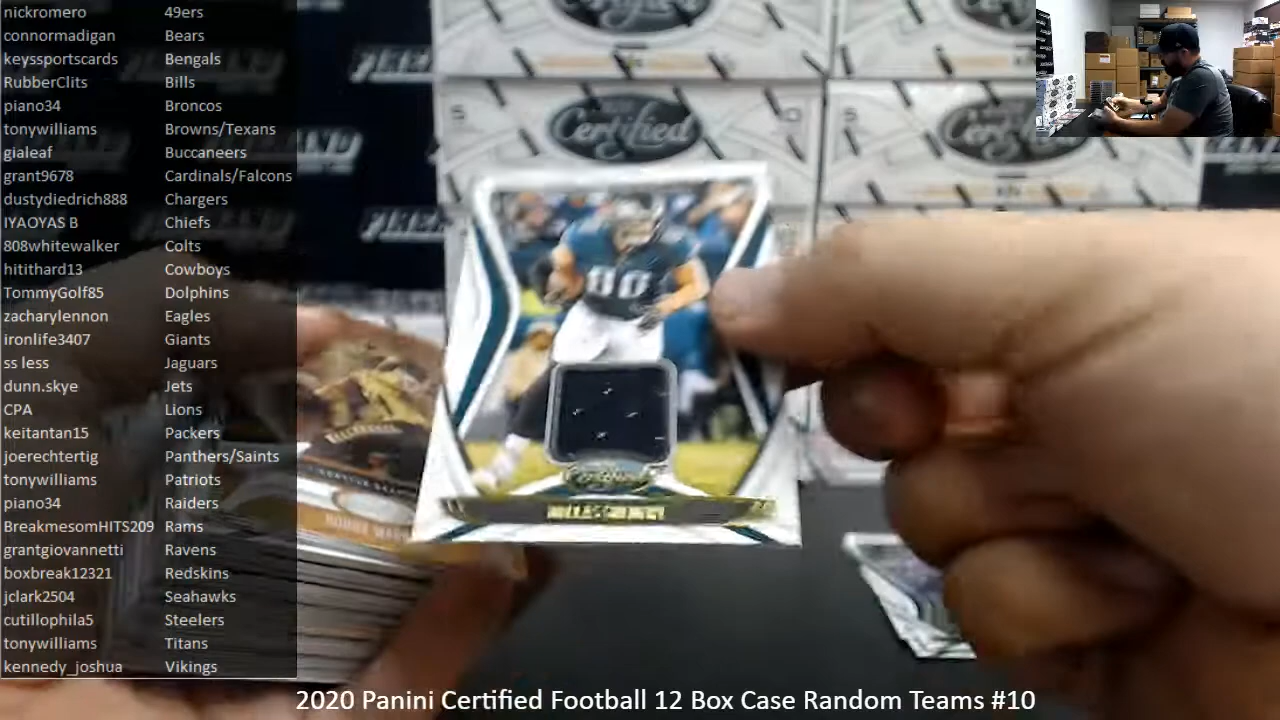 nickromero 49ers
connormadigan Bears
keyssportscards Bengals
RubberClits Bills
piano34 Broncos
tonywilliams Browns/Texans
gialeaf Buccaneers
grant9678 Cardinals/Falcons
dustydiedrich888 Chargers
IYAOYAS B Chiefs
808whitewalker Colts
hitithard13 Cowboys
TommyGolf85 Dolphins
zacharylennon Eagles
ironlife3407 Giants
ss less Jaguars
dunn.skye Jets
CPA Lions
keitantan15 Packers
joerechtertig Panthers/Saints
tonywilliams Patriots
piano34 Raiders
BreakmesomHITS209 Rams
grantgiovannetti Ravens
boxbreak12321 Redskins
jclark2504 Seahawks
cutillophila5 Steelers
tonywilliams Titans
kennedy_joshua Vikings
Certified
Certified
Certified
2020 Panini Certified Football 12 Box Case Random Teams #10